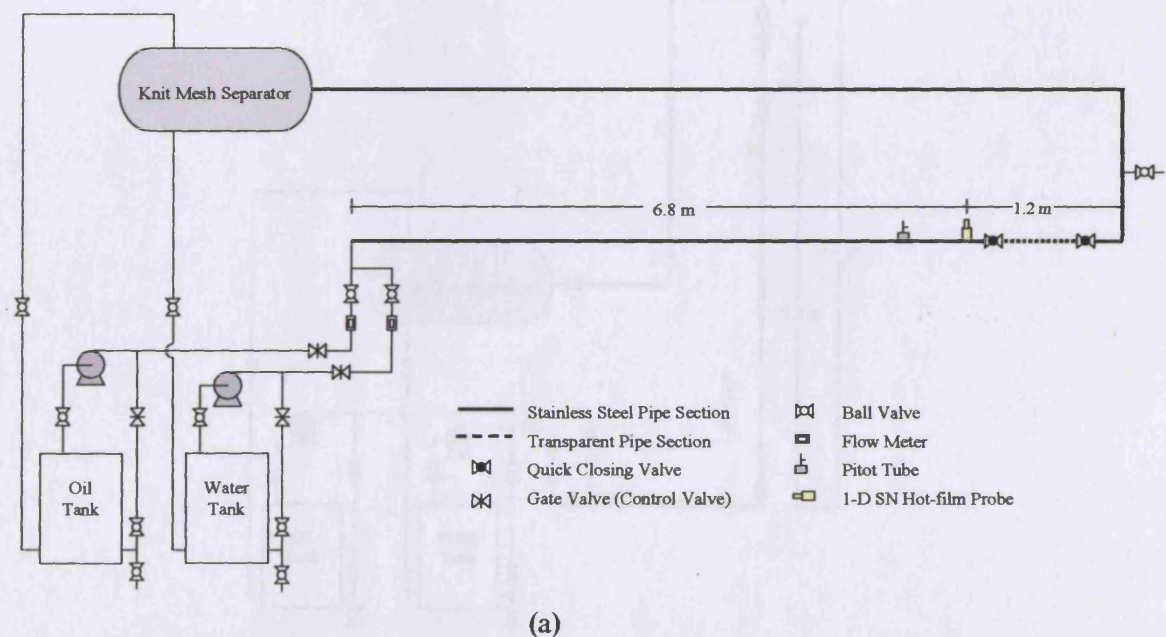 Knit Mesh Separator
6.8 m
1.2 m
Oil
Tank
Water
Tank
Stainless Steel Pipe Section
Transparent Pipe Section
Quick Closing Valve
Gate Valve (Control Valve)
Ball Valve
Flow Meter
Pitot Tube
1-D SN Hot-film Probe
(a)